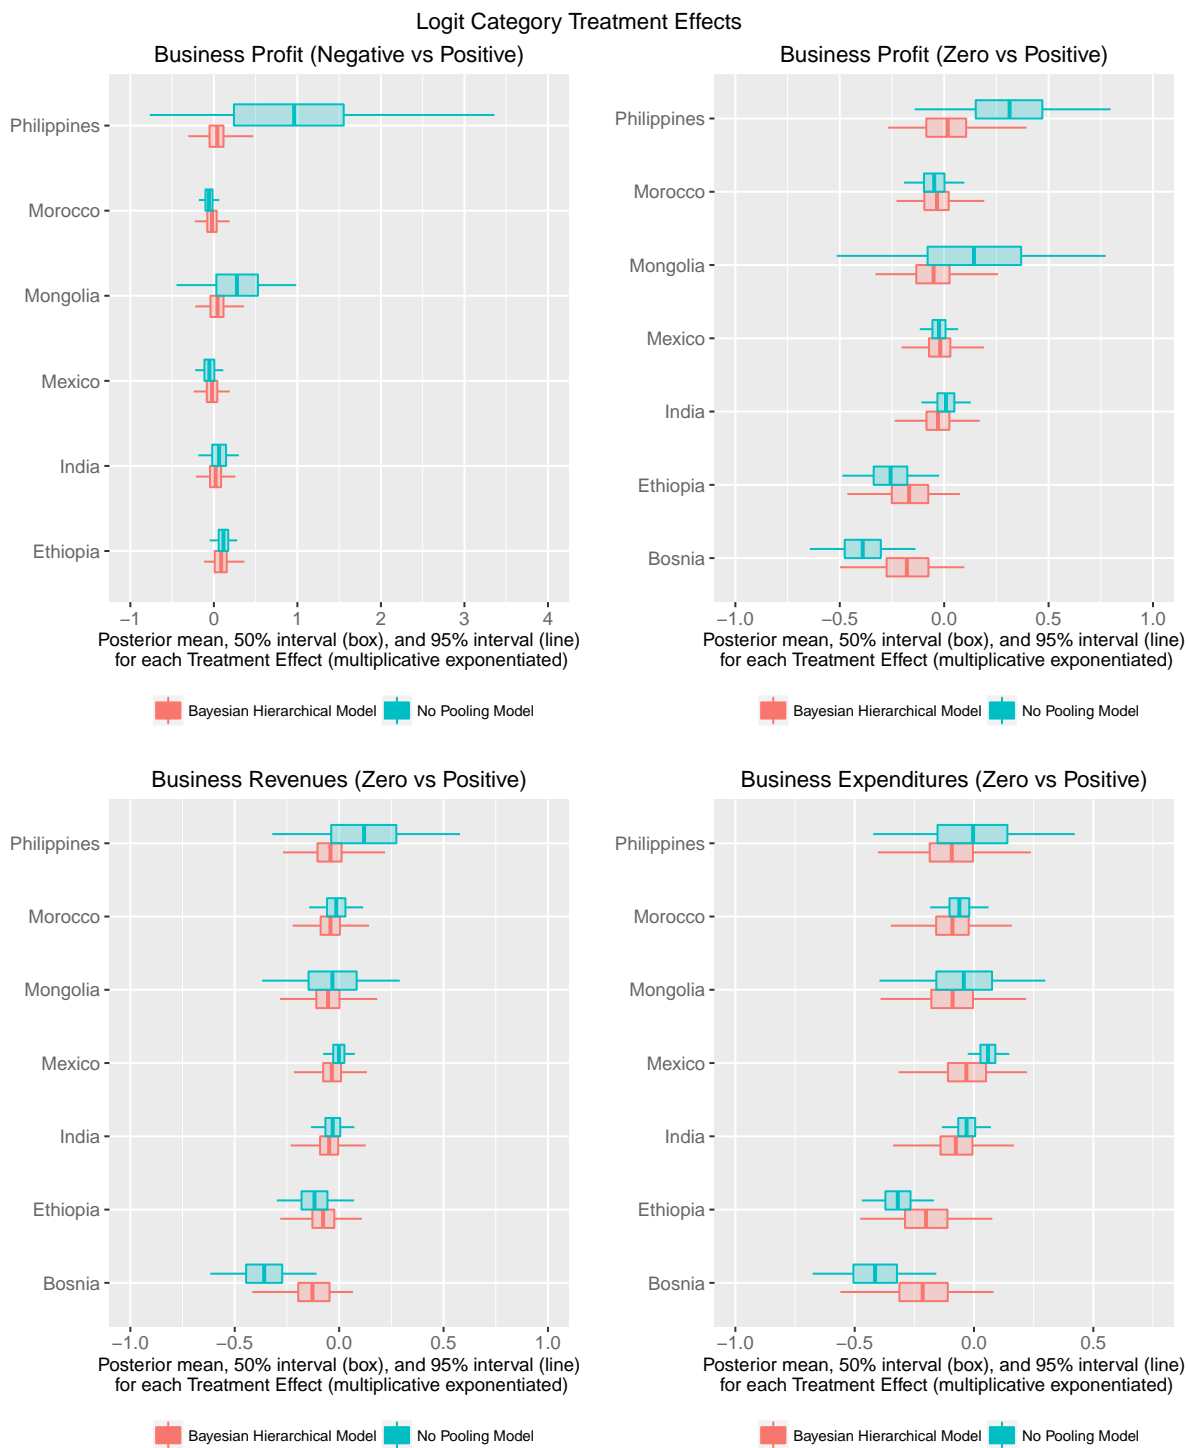 Logit Category Treatment Effects
Business Profit (Negative vs Positive)
Philippines
Morocco
Mongolia
Mexico
India
Ethiopia
−1 0 1 2 3 4
Posterior mean, 50% interval (box), and 95% interval (line)
for each Treatment Effect (multiplicative exponentiated)
Bayesian Hierarchical Model No Pooling Model
Business Profit (Zero vs Positive)
Philippines
Morocco
Mongolia
Mexico
India
Ethiopia
Bosnia
−1.0 −0.5 0.0 0.5 1.0
Posterior mean, 50% interval (box), and 95% interval (line)
for each Treatment Effect (multiplicative exponentiated)
Bayesian Hierarchical Model No Pooling Model
Business Revenues (Zero vs Positive)
Philippines
Morocco
Mongolia
Mexico
India
Ethiopia
Bosnia
−1.0 −0.5 0.0 0.5 1.0
Posterior mean, 50% interval (box), and 95% interval (line)
for each Treatment Effect (multiplicative exponentiated)
Bayesian Hierarchical Model No Pooling Model
Business Expenditures (Zero vs Positive)
Philippines
Morocco
Mongolia
Mexico
India
Ethiopia
Bosnia
−1.0 −0.5 0.0 0.5
Posterior mean, 50% interval (box), and 95% interval (line)
for each Treatment Effect (multiplicative exponentiated)
Bayesian Hierarchical Model No Pooling Model